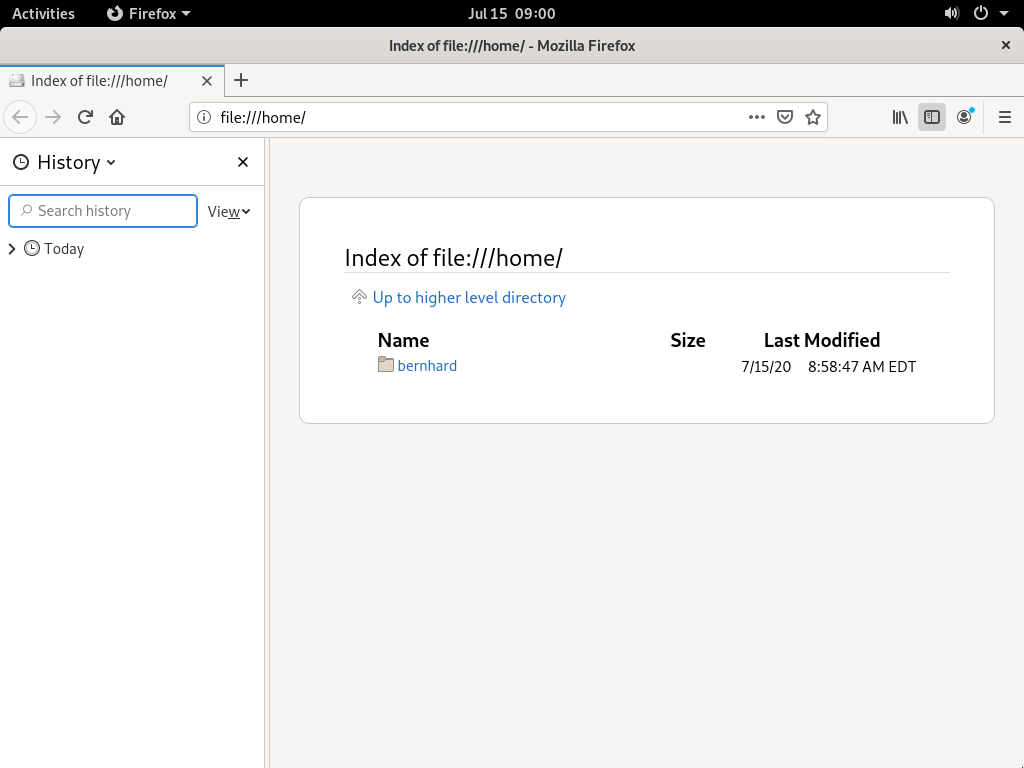 Activities Firefox Jul 15 09:00
Index of file:///home/ - Mozilla Firefox
Index of file:///home/
file:///home/
History
Search history View
Today
Index of file:///home/
Up to higher level directory
Name Size Last Modified
bernhard 7/15/20 8:58:47 AM EDT